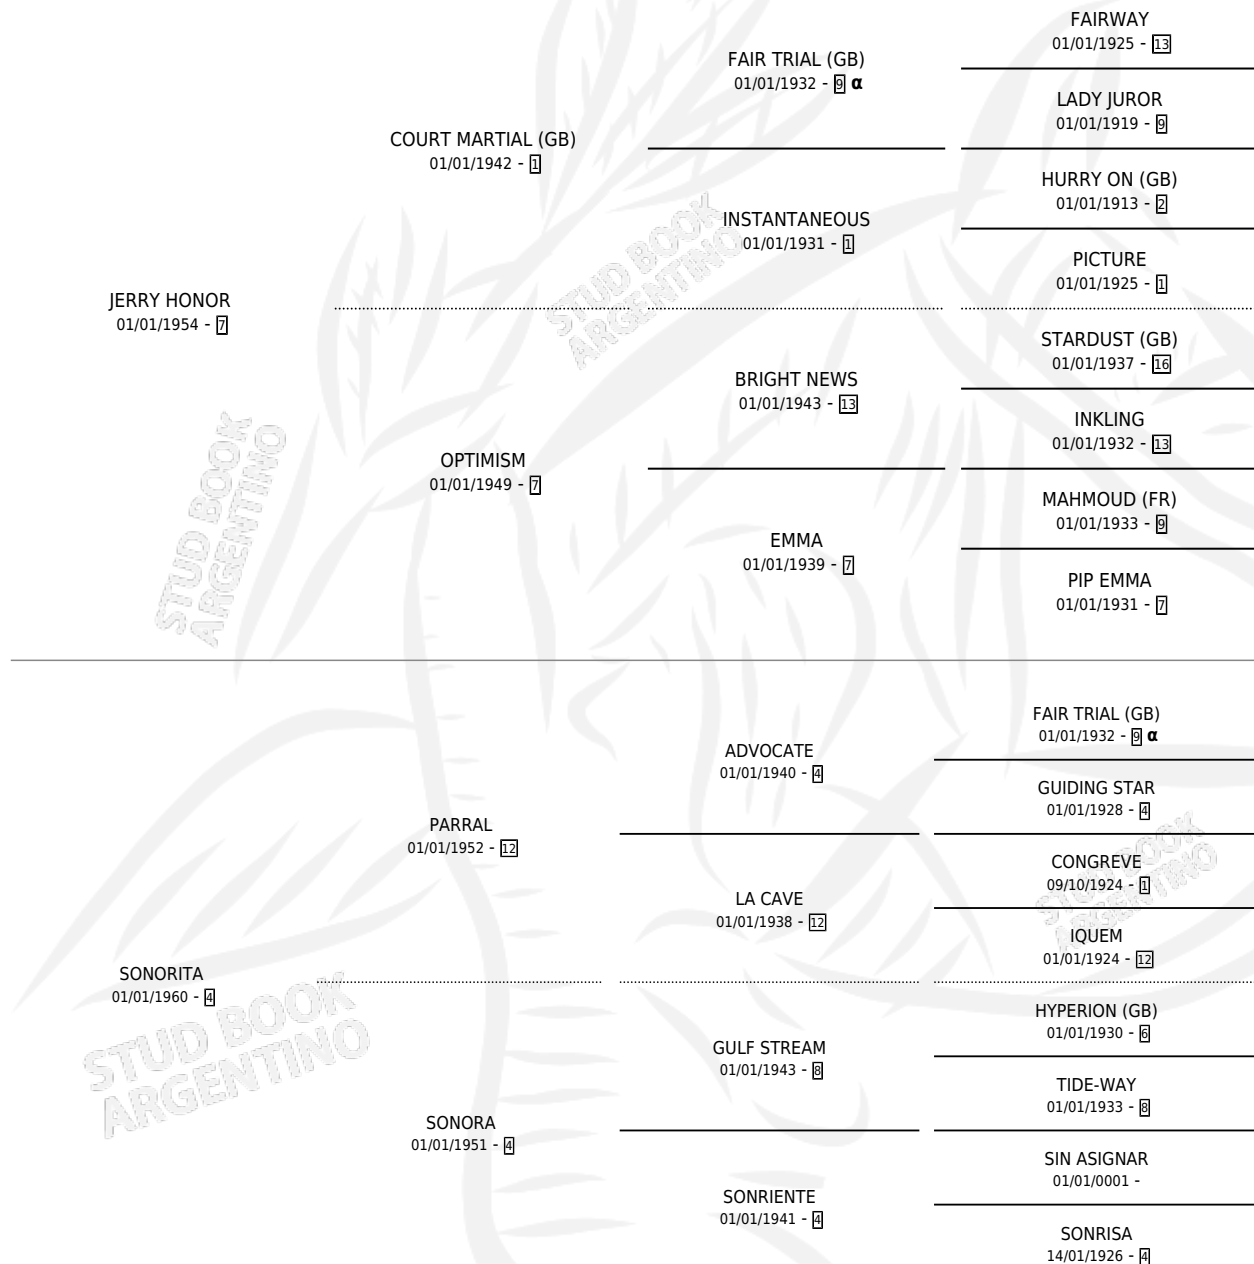 FAIRWAY
01/01/1925 - 13
FAIR TRIAL (GB)
01/01/1932 - 9 α
LADY JUROR
01/01/1919 - 9
COURT MARTIAL (GB)
01/01/1942 - 1
HURRY ON (GB)
01/01/1913 - 2
INSTANTANEOUS
01/01/1931 - 1
PICTURE
01/01/1925 - 1
JERRY HONOR
01/01/1954 - 7
STUD BOOK
ARGENTINO
STARDUST (GB)
01/01/1937 - 16
BRIGHT NEWS
01/01/1943 - 13
INKLING
01/01/1932 - 13
OPTIMISM
01/01/1949 - 7
MAHMOUD (FR)
01/01/1933 - 9
EMMA
01/01/1939 - 7
PIP EMMA
01/01/1931 - 7
STUD BOOK
ARGENTINO
FAIR TRIAL (GB)
01/01/1932 - 9 α
ADVOCATE
01/01/1940 - 4
GUIDING STAR
01/01/1928 - 4
PARRAL
01/01/1952 - 12
CONGREVE
09/10/1924 - 1
LA CAVE
01/01/1938 - 12
IQUEM
01/01/1924 - 12
STUD BOOK
ARGENTINO
SONORITA
01/01/1960 - 4
STUD BOOK
ARGENTINO
HYPERION (GB)
01/01/1930 - 6
GULF STREAM
01/01/1943 - 8
TIDE-WAY
01/01/1933 - 8
SONORA
01/01/1951 - 4
SIN ASIGNAR
01/01/0001 -
SONRIENTE
01/01/1941 - 4
SONRISA
14/01/1926 - 4